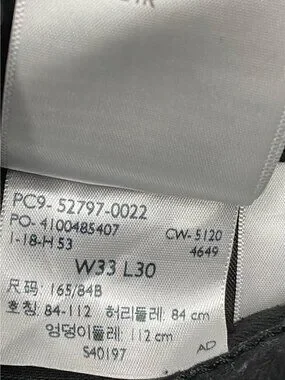 PC9- 52797-0022
PO- 4100485407
CW- 5120
1-18-H 53
4649
W33 L30
尺码: 165/84B
호칭: 84-112 허리둘레: 84 cm
엉덩이둘레: 112 cm
S40197
AD